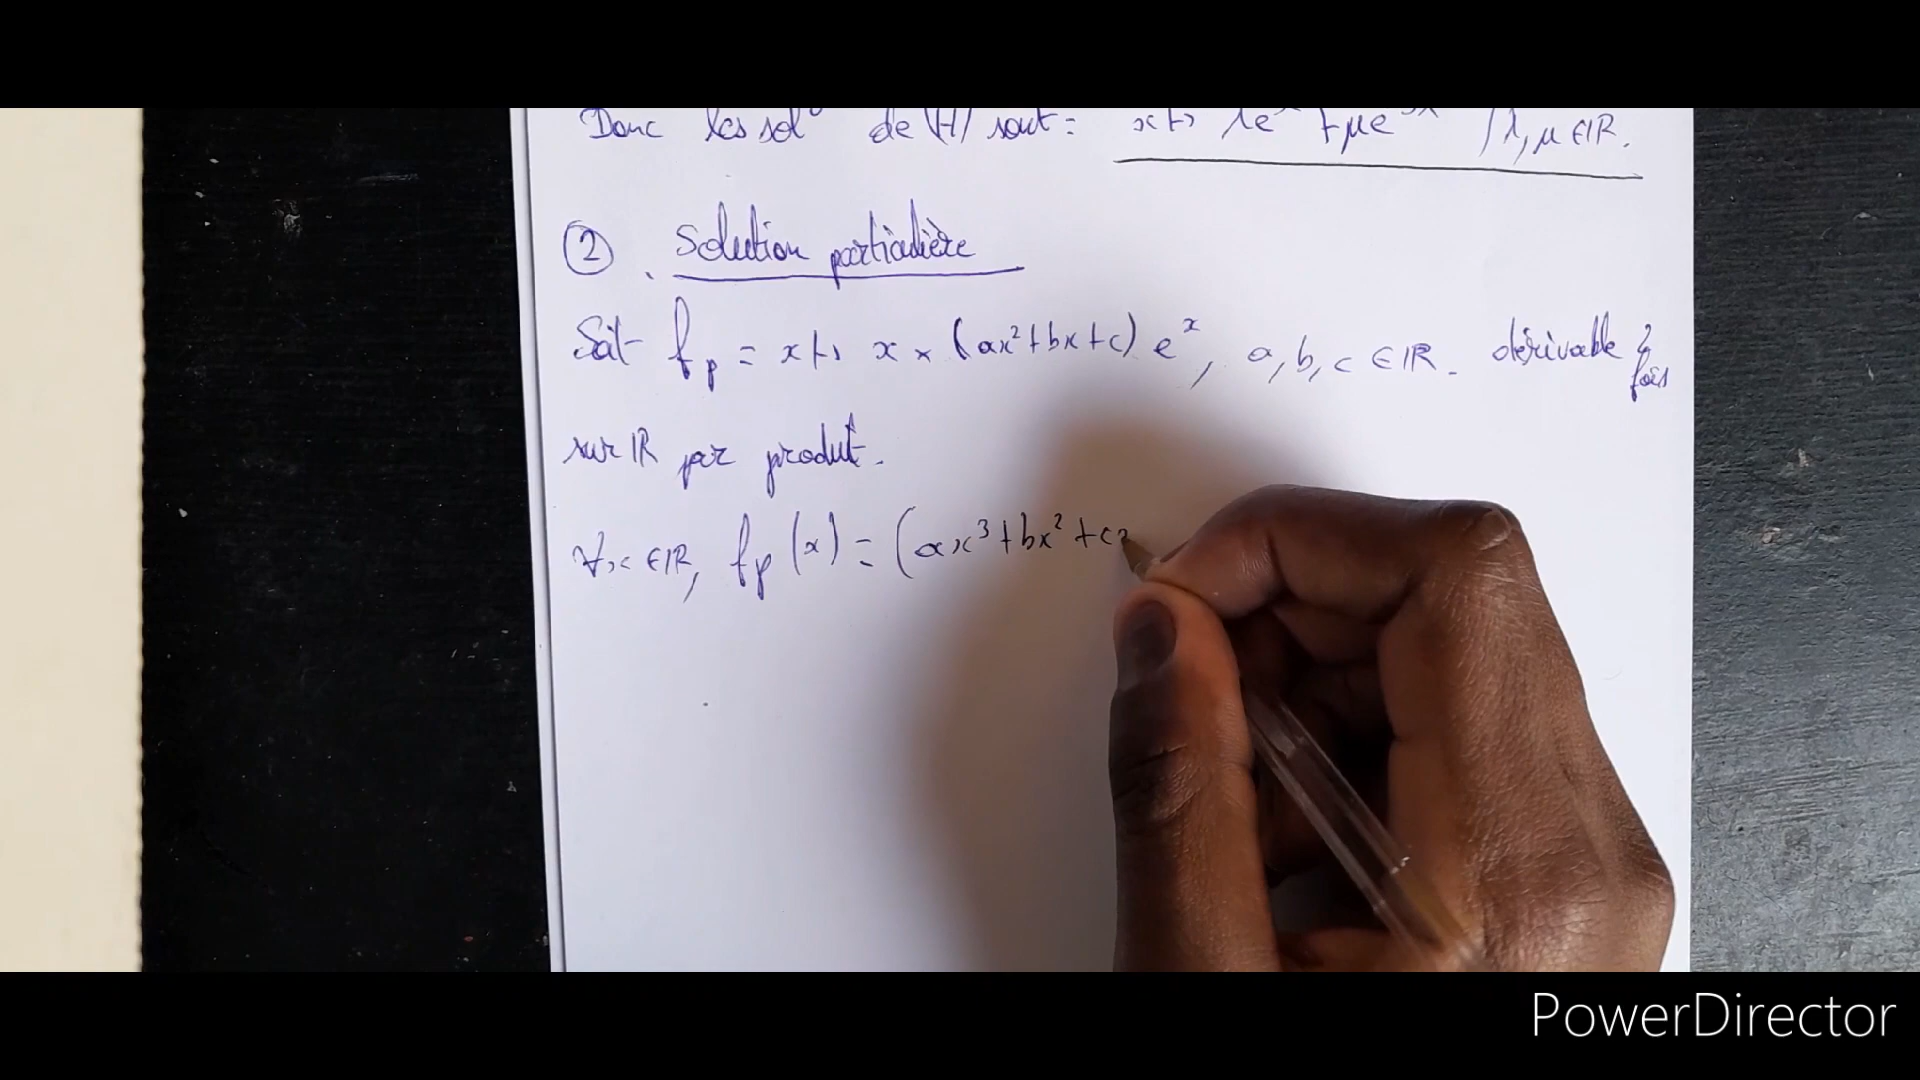 Donc les sol° de (H) sont : x ↦ λe^x + μe^3x / λ, μ ∈ ℝ.
② . Solution particulière
Soit f_p = x ↦ x × (ax² + bx + c) e^x, a, b, c ∈ ℝ. dérivable 2 fois
sur ℝ par produit.
∀x ∈ ℝ, f_p(x) = (ax³ + bx² + cx
PowerDirector